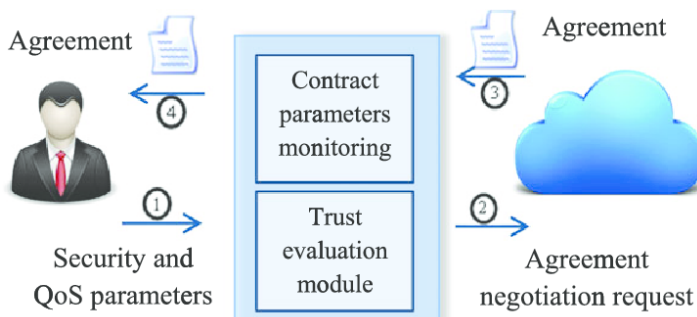 Agreement
4
1
Security and
QoS parameters
Contract
parameters
monitoring
Trust
evaluation
module
Agreement
3
2
Agreement
negotiation request